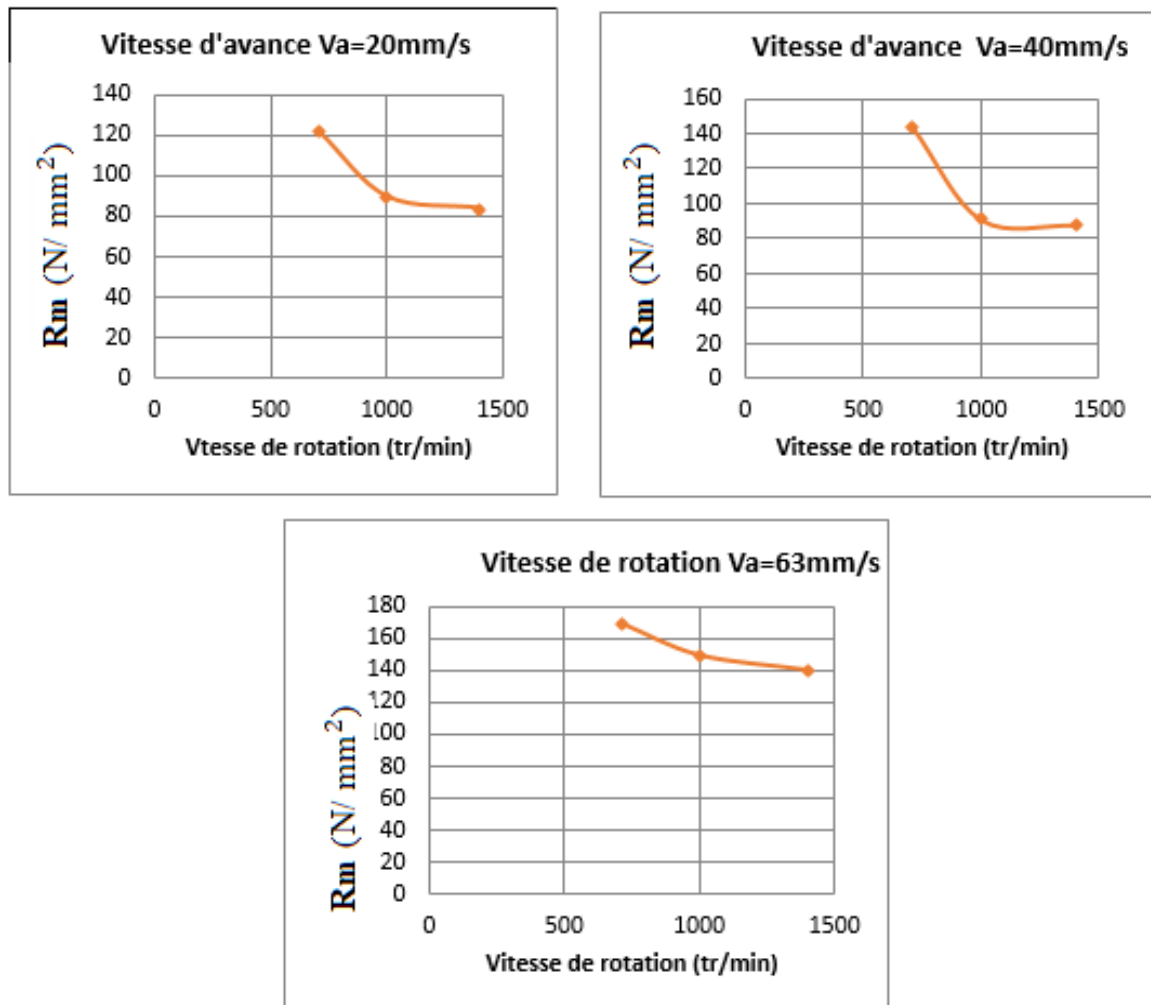 Vitesse d'avance Va=20mm/s
140
120
100
80
60
40
20
0
Rm (N/ mm²)
0 500 1000 1500
Vtesse de rotation (tr/min)
Vitesse d'avance Va=40mm/s
160
140
120
100
80
60
40
20
0
Rm (N/ mm²)
0 500 1000 1500
Vitesse de rotation (tr/min)
Vitesse de rotation Va=63mm/s
180
160
140
120
100
80
60
40
20
0
Rm (N/ mm²)
0 500 1000 1500
Vitesse de rotation (tr/min)